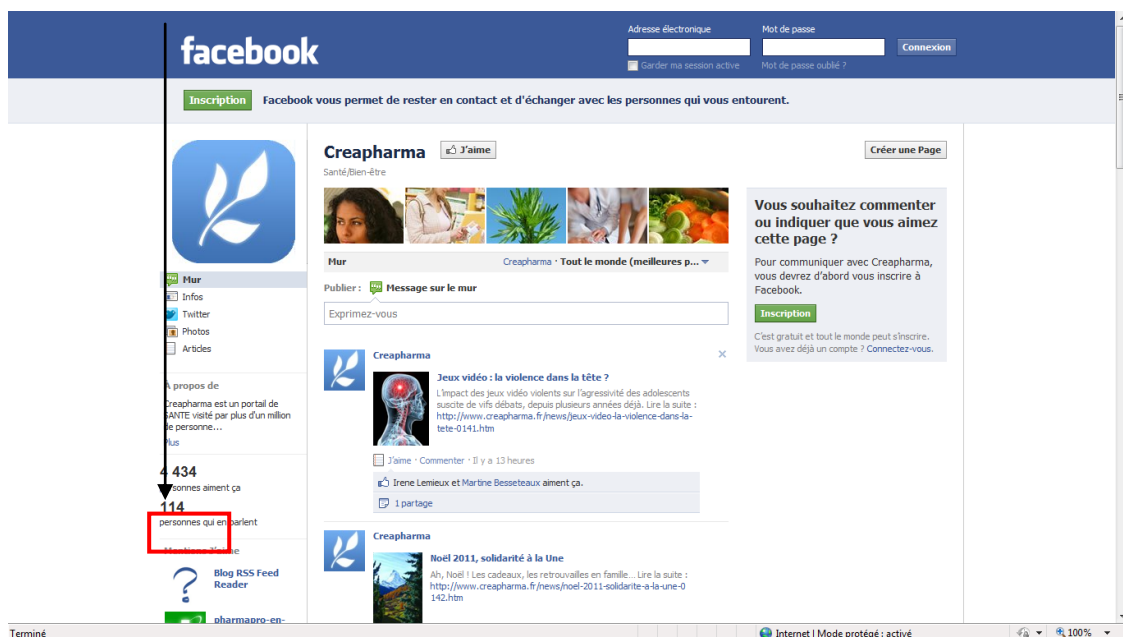 Adresse électronique
Mot de passe
facebook
Connexion
Garder ma session active
Mot de passe oublié ?
Inscription
Facebook vous permet de rester en contact et d'échanger avec les personnes qui vous entourent.
Creapharma
J'aime
Créer une Page
Santé/Bien-être
Mur
Infos
Twitter
Photos
Articles
À propos de
Creapharma est un portail de
SANTE visité par plus d'un million
de personne...
Plus
4 434
personnes aiment ça
114
personnes qui en parlent
Mentions J'aime
Blog RSS Feed
Reader
pharmapro-en-
Mur
Creapharma · Tout le monde (meilleures p...
Publier :
Message sur le mur
Exprimez-vous
Creapharma
Jeux vidéo : la violence dans la tête ?
L'impact des jeux vidéo violents sur l'agressivité des adolescents
suscite de vifs débats, depuis plusieurs années déjà. Lire la suite :
http://www.creapharma.fr/news/jeux-video-la-violence-dans-la-
tete-0141.htm
J'aime · Commenter · Il y a 13 heures
Irene Lemieux et Martine Besseteaux aiment ça.
1 partage
Creapharma
Noël 2011, solidarité à la Une
Ah, Noël ! Les cadeaux, les retrouvailles en famille... Lire la suite :
http://www.creapharma.fr/news/noel-2011-solidarite-a-la-une-0
142.htm
Vous souhaitez commenter
ou indiquer que vous aimez
cette page ?
Pour communiquer avec Creapharma,
vous devrez d'abord vous inscrire à
Facebook.
Inscription
C'est gratuit et tout le monde peut s'inscrire.
Vous avez déjà un compte ? Connectez-vous.
Terminé
Internet | Mode protégé : activé
100%